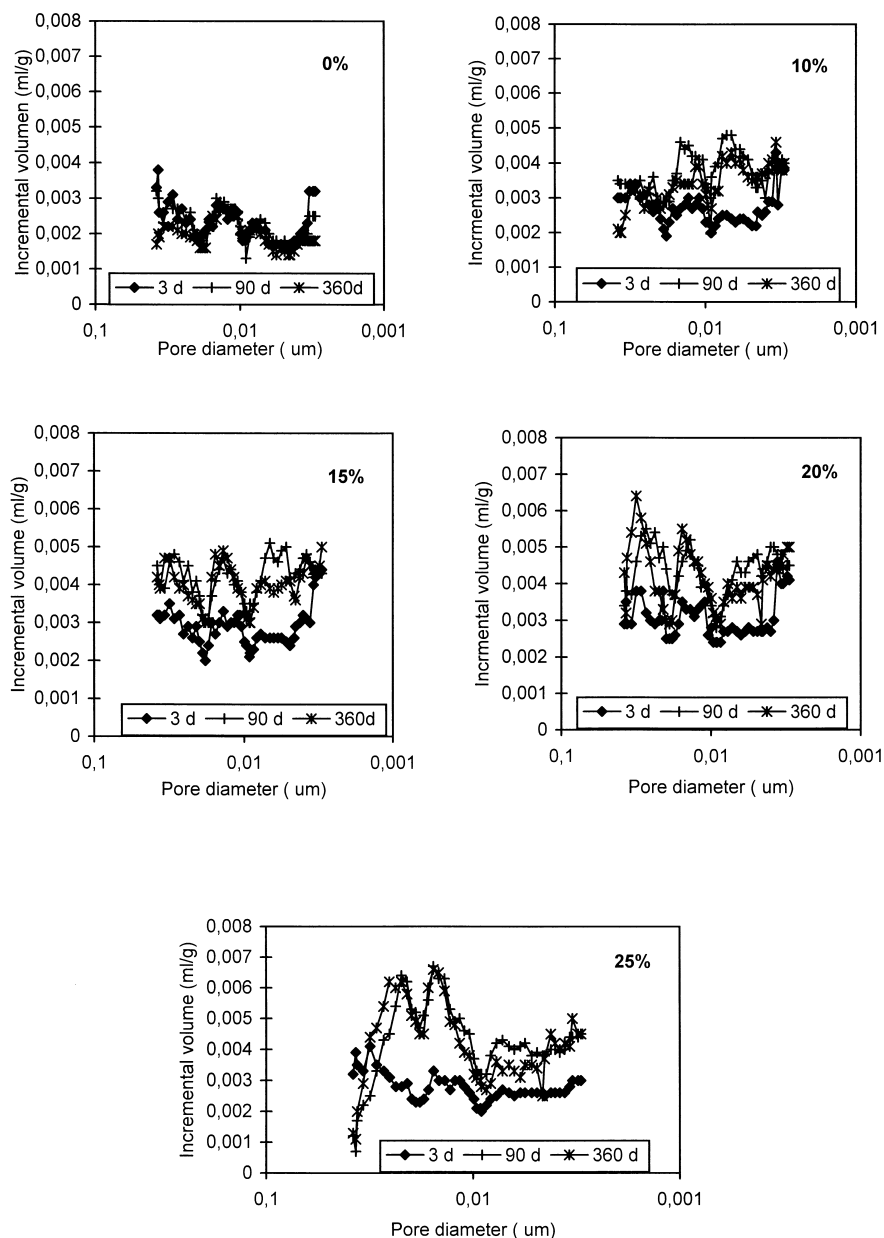 0%
Incremental volumen (ml/g)
0,008
0,007
0,006
0,005
0,004
0,003
0,002
0,001
0
3 d 90 d 360d
0,1 0,01 0,001
Pore diameter ( um)
10%
Incrmental volume (ml/g)
0,008
0,007
0,006
0,005
0,004
0,003
0,002
0,001
0
3 d 90 d 360 d
0,1 0,01 0,001
Pore diameter ( um)
15%
Incremental volume (ml/g)
0,008
0,007
0,006
0,005
0,004
0,003
0,002
0,001
0
3 d 90 d 360d
0,1 0,01 0,001
Pore diameter ( um)
20%
Incrmental volume (ml/g)
0,008
0,007
0,006
0,005
0,004
0,003
0,002
0,001
0
3 d 90 d 360 d
0,1 0,01 0,001
Pore diameter ( um)
25%
Incremental volume (ml/g)
0,008
0,007
0,006
0,005
0,004
0,003
0,002
0,001
0
3 d 90 d 360 d
0,1 0,01 0,001
Pore diameter ( um)